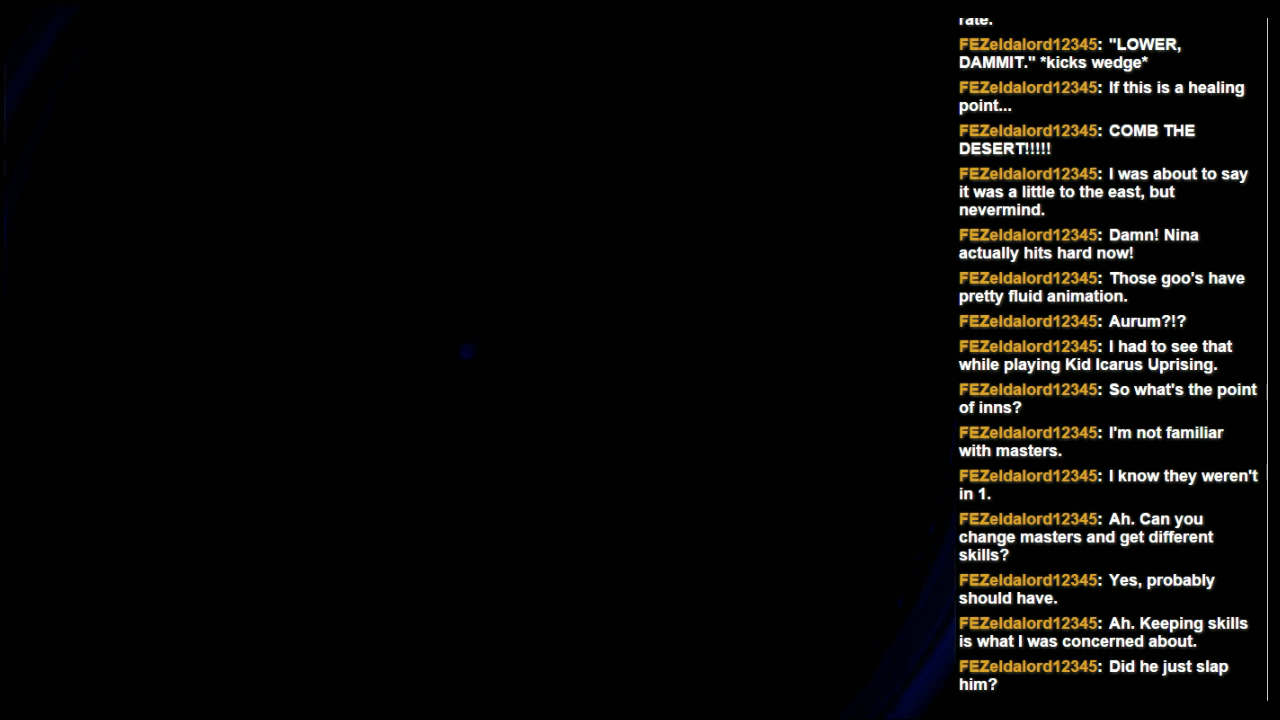 rate.
FEZeldalord12345: "LOWER,
DAMMIT." *kicks wedge*
FEZeldalord12345: If this is a healing
point...
FEZeldalord12345: COMB THE
DESERT!!!!!
FEZeldalord12345: I was about to say
it was a little to the east, but
nevermind.
FEZeldalord12345: Damn! Nina
actually hits hard now!
FEZeldalord12345: Those goo's have
pretty fluid animation.
FEZeldalord12345: Aurum?!?
FEZeldalord12345: I had to see that
while playing Kid Icarus Uprising.
FEZeldalord12345: So what's the point
of inns?
FEZeldalord12345: I'm not familiar
with masters.
FEZeldalord12345: I know they weren't
in 1.
FEZeldalord12345: Ah. Can you
change masters and get different
skills?
FEZeldalord12345: Yes, probably
should have.
FEZeldalord12345: Ah. Keeping skills
is what I was concerned about.
FEZeldalord12345: Did he just slap
him?